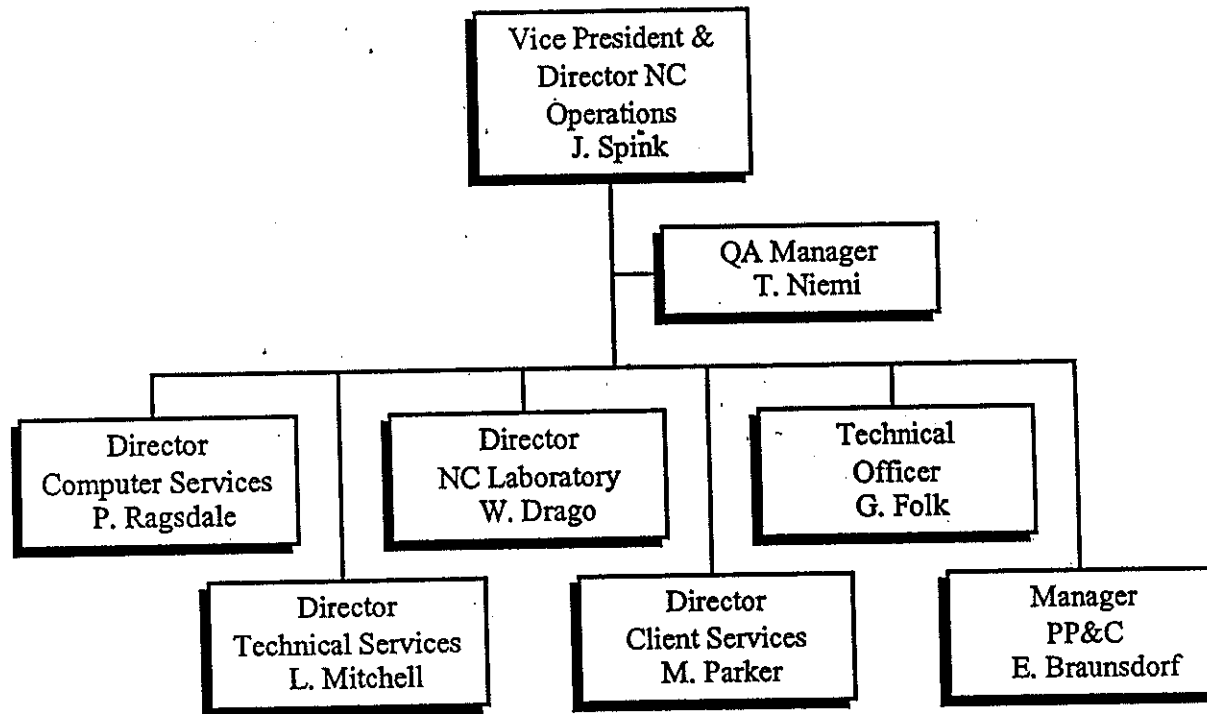 Vice President &
Director NC
Operations
J. Spink
QA Manager
T. Niemi
Director
Computer Services
P. Ragsdale
Director
NC Laboratory
W. Drago
Technical
Officer
G. Folk
Director
Technical Services
L. Mitchell
Director
Client Services
M. Parker
Manager
PP&C
E. Braunsdorf